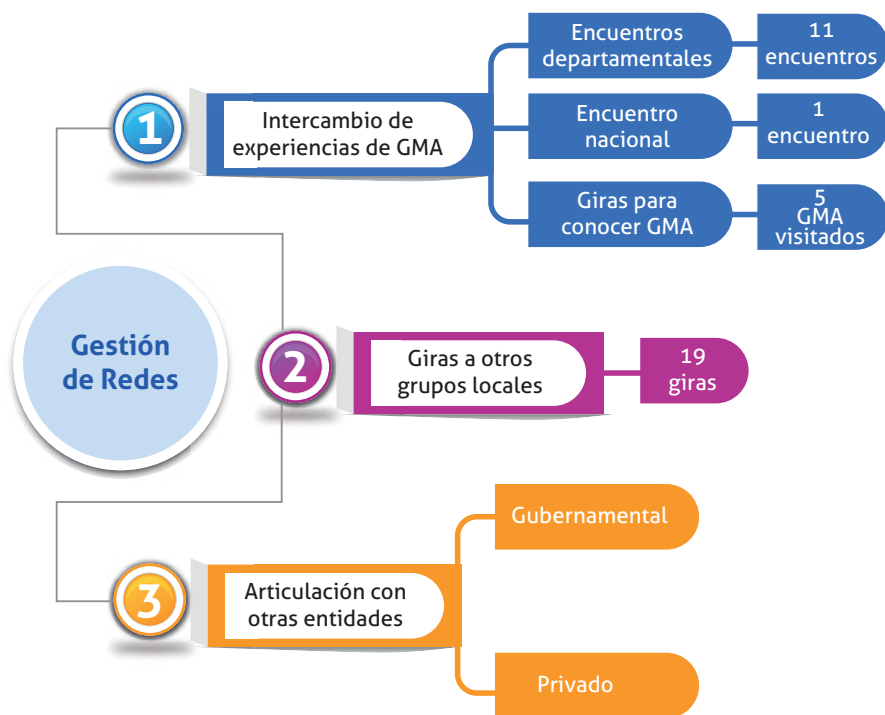 Gestión
de Redes
1
Intercambio de
experiencias de GMA
Encuentros
departamentales
11
encuentros
Encuentro
nacional
1
encuentro
Giras para
conocer GMA
5
GMA
visitados
2
Giras a otros
grupos locales
19
giras
3
Articulación con
otras entidades
Gubernamental
Privado